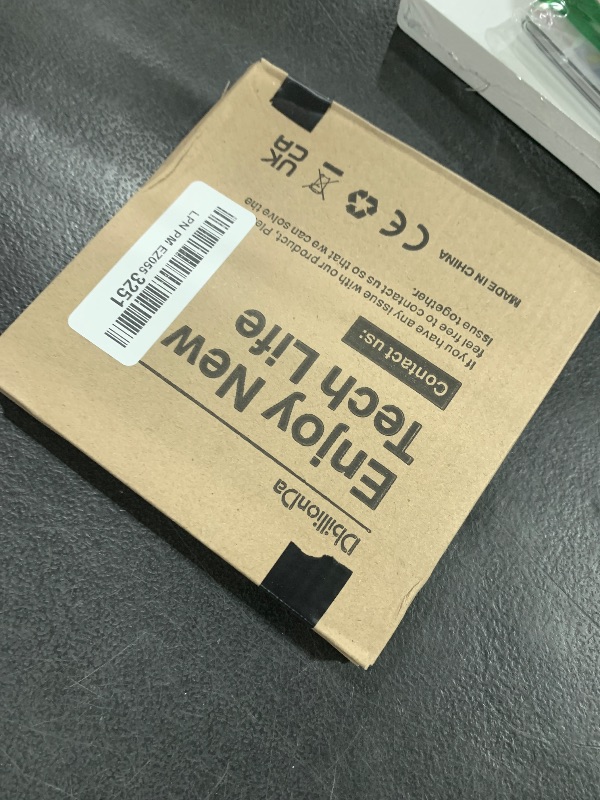 DbillionDa
Enjoy New
Tech Life
Contact us:
If you have any issue with our product, Ple
feel free to contact us so that we can solve the
issue together.
MADE IN CHINA
CE
UK
CA
LPN PM EZ055 3251